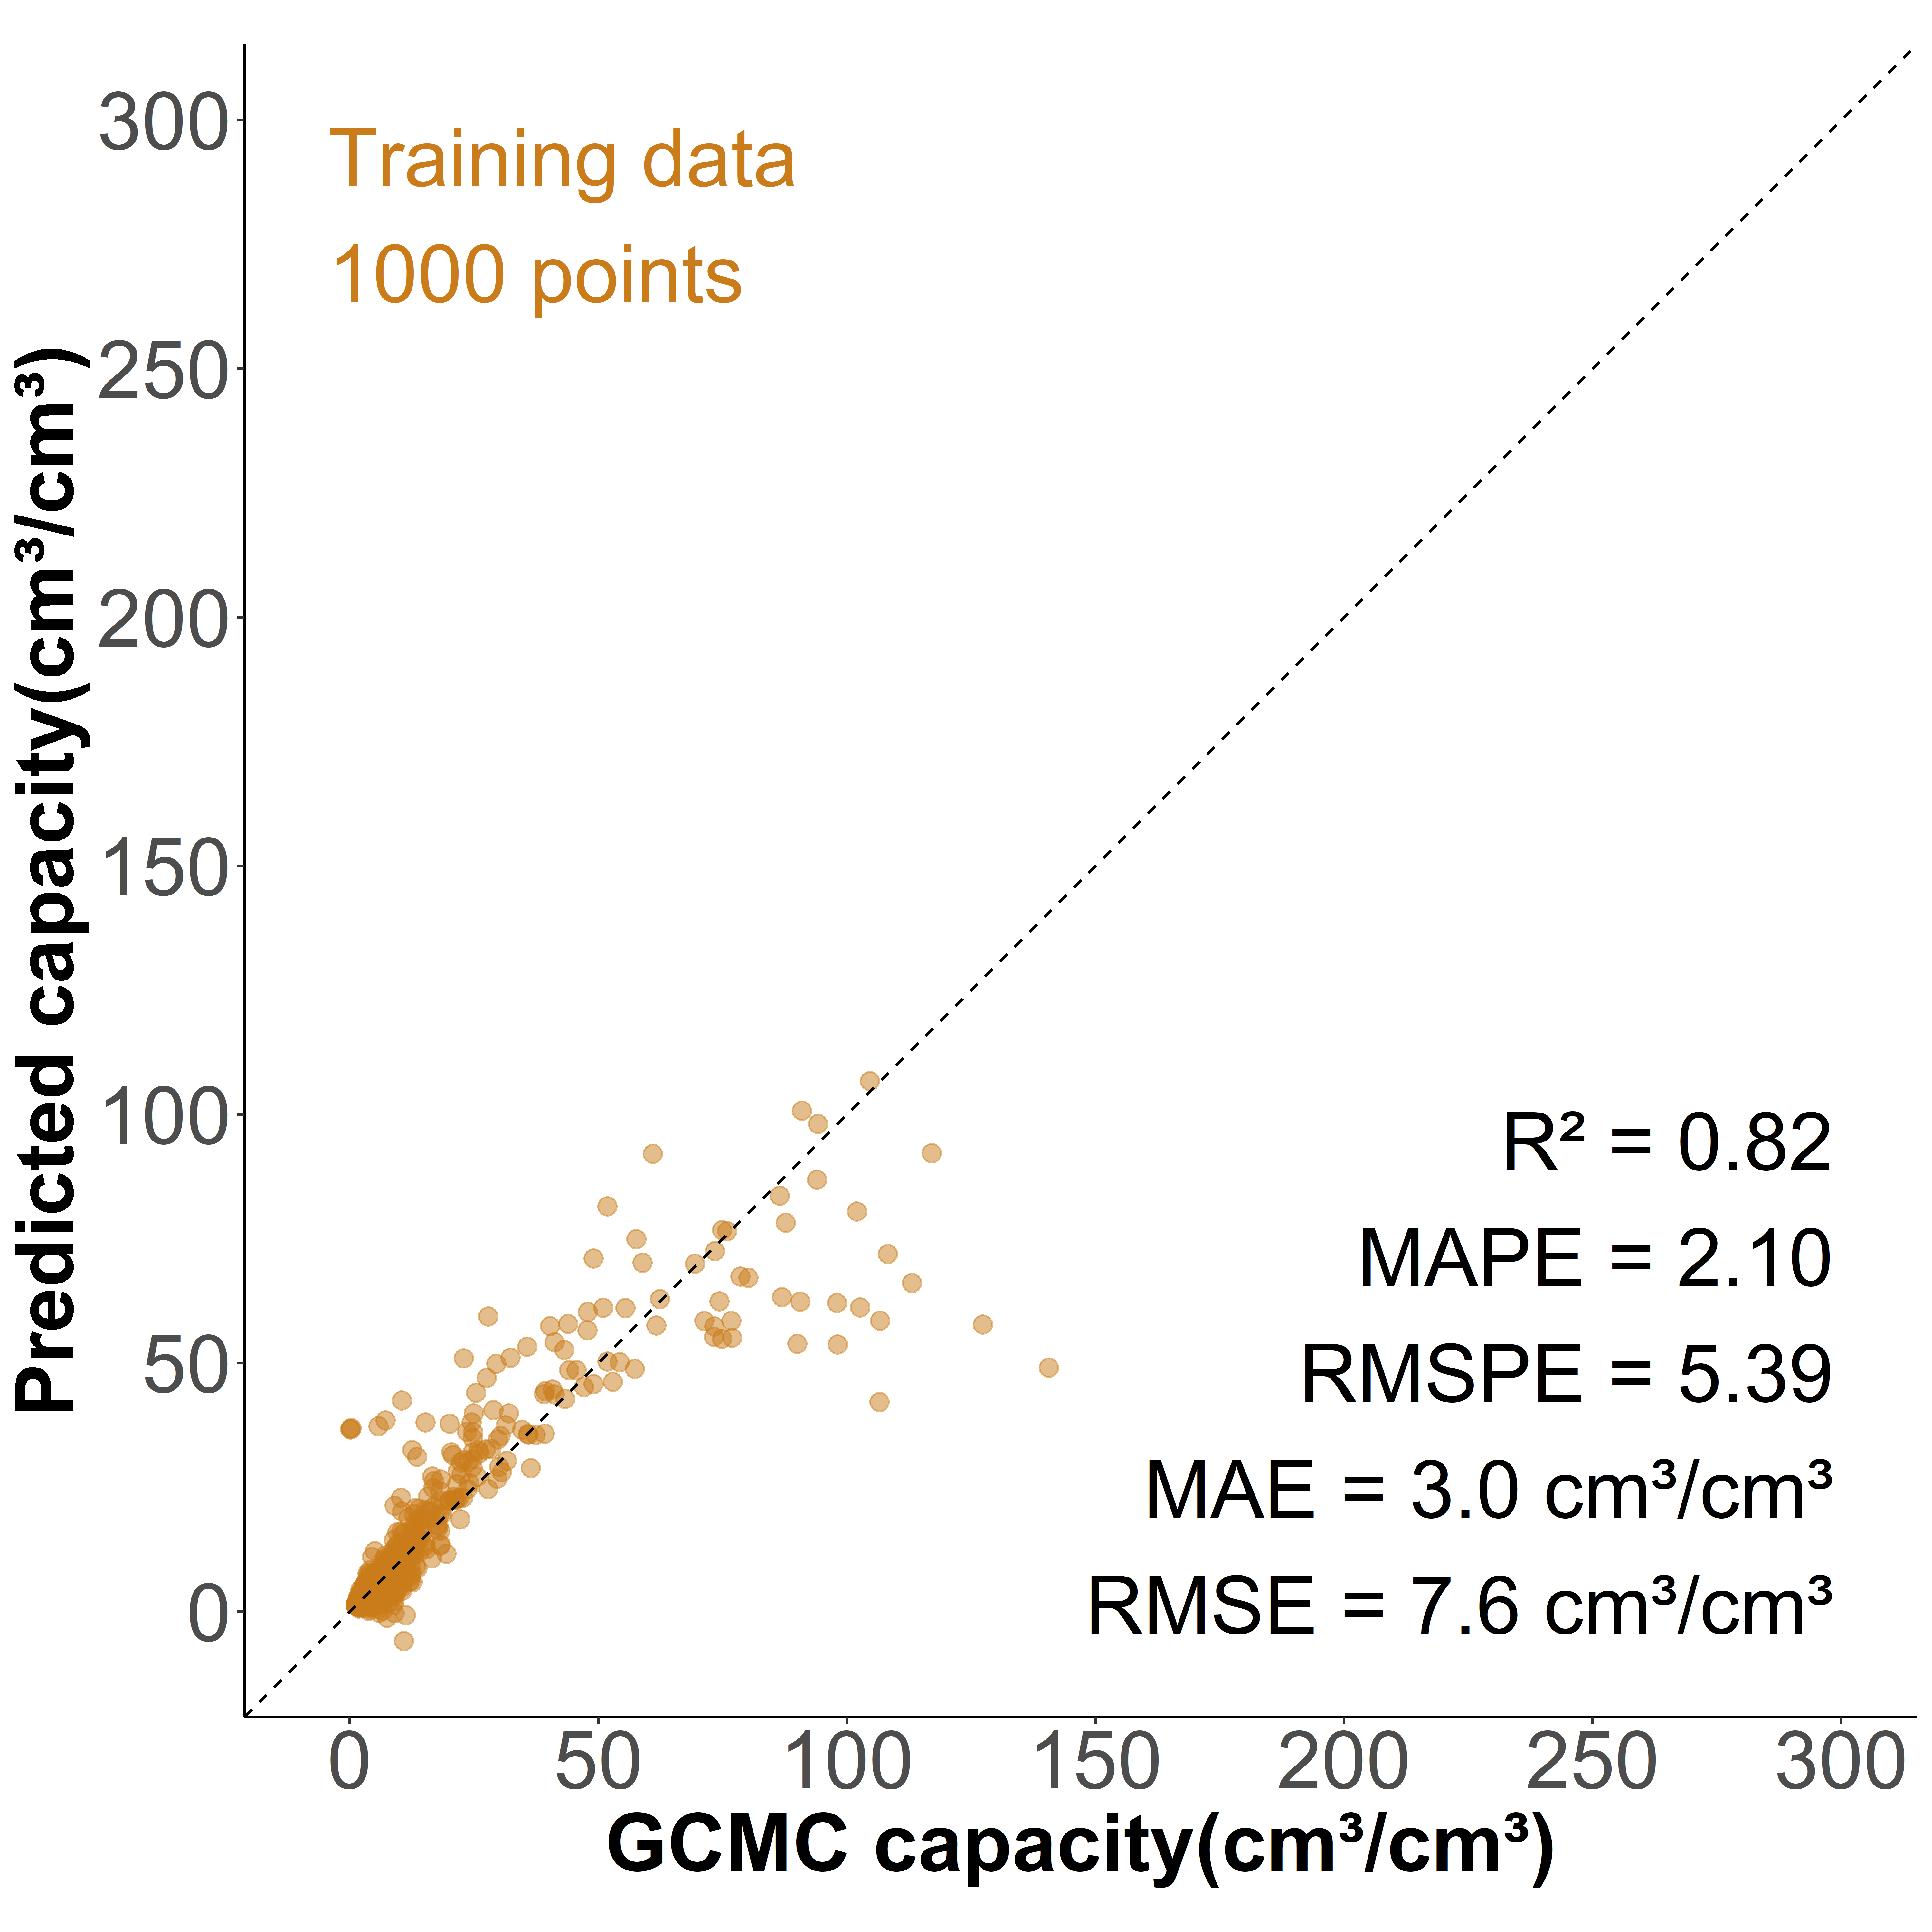 Training data
1000 points
300
250
200
150
100
50
0
Predicted capacity(cm³/cm³)
R² = 0.82
MAPE = 2.10
RMSPE = 5.39
MAE = 3.0 cm³/cm³
RMSE = 7.6 cm³/cm³
0 50 100 150 200 250 300
GCMC capacity(cm³/cm³)